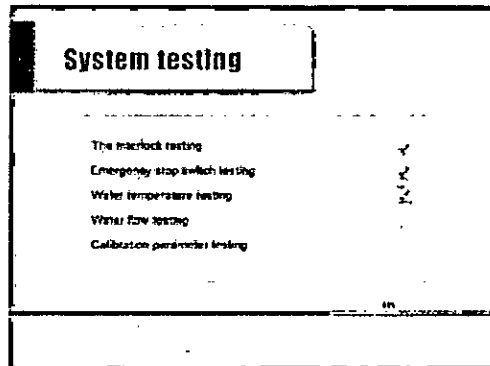 System testing
The interlock testing
Emergency stop switch testing
Water temperature testing
Water flow testing
Calibration parameter testing